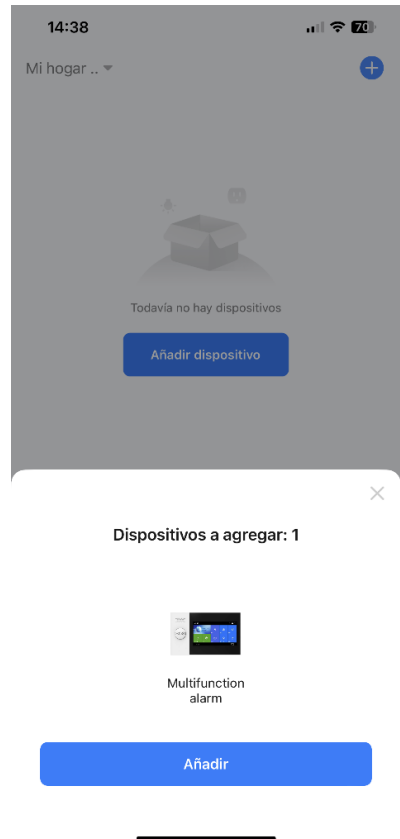 14:38
70
Mi hogar ..
Todavía no hay dispositivos
Añadir dispositivo
Dispositivos a agregar: 1
Multifunction
alarm
Añadir